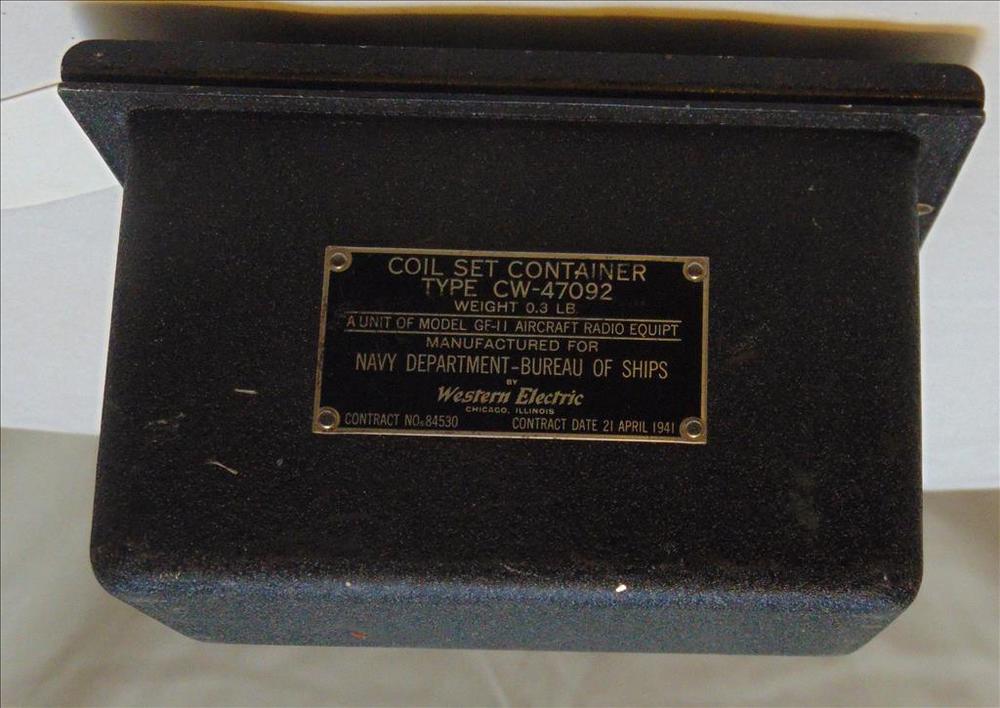 COIL SET CONTAINER
TYPE CW-47092
WEIGHT 0.3 LB.
A UNIT OF MODEL GF-11 AIRCRAFT RADIO EQUIPT
MANUFACTURED FOR
NAVY DEPARTMENT-BUREAU OF SHIPS
BY
Western Electric
CHICAGO, ILLINOIS
CONTRACT NOs 84530 CONTRACT DATE 21 APRIL 1941